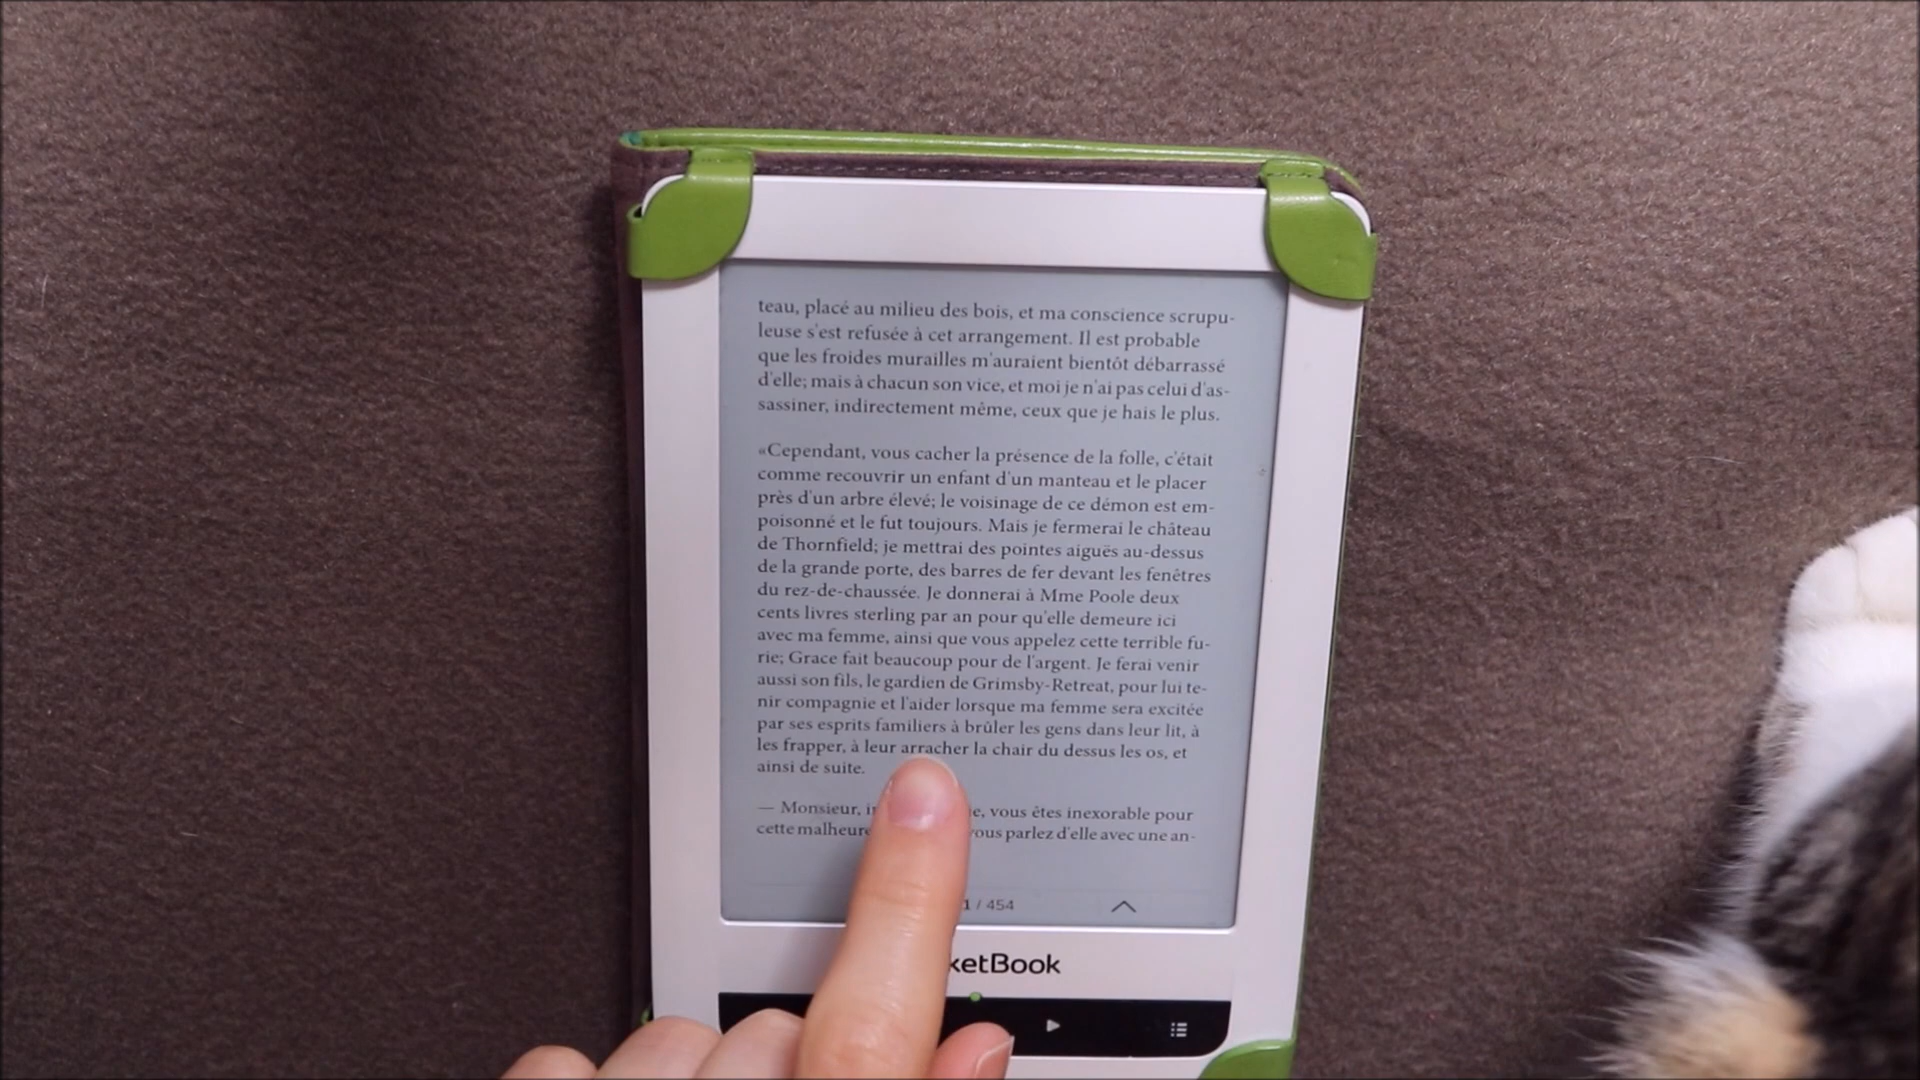 teau, placé au milieu des bois, et ma conscience scrupu-
leuse s'est refusée à cet arrangement. Il est probable
que les froides murailles m'auraient bientôt débarrassé
d'elle; mais à chacun son vice, et moi je n'ai pas celui d'as-
sassiner, indirectement même, ceux que je hais le plus.
«Cependant, vous cacher la présence de la folle, c'était
comme recouvrir un enfant d'un manteau et le placer
près d'un arbre élevé; le voisinage de ce démon est em-
poisonné et le fut toujours. Mais je fermerai le château
de Thornfield; je mettrai des pointes aiguës au-dessus
de la grande porte, des barres de fer devant les fenêtres
du rez-de-chaussée. Je donnerai à Mme Poole deux
cents livres sterling par an pour qu'elle demeure ici
avec ma femme, ainsi que vous appelez cette terrible fu-
rie; Grace fait beaucoup pour de l'argent. Je ferai venir
aussi son fils, le gardien de Grimsby-Retreat, pour lui te-
nir compagnie et l'aider lorsque ma femme sera excitée
par ses esprits familiers à brûler les gens dans leur lit, à
les frapper, à leur arracher la chair du dessus les os, et
ainsi de suite.
— Monsieur, vous êtes inexorable pour
cette vous parlez d'elle avec une an-
1 / 454
ketBook